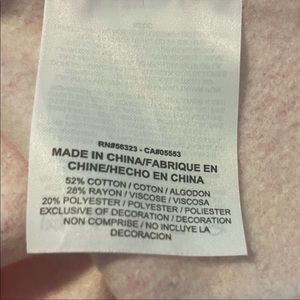 RN#56323 - CA#05553
MADE IN CHINA/FABRIQUE EN
CHINE/HECHO EN CHINA
52% COTTON / COTON / ALGODON
28% RAYON / VISCOSE / VISCOSA
20% POLYESTER / POLYESTER / POLIESTER
EXCLUSIVE OF DECORATION / DECORATION
NON COMPRISE / NO INCLUYE LA
DECORACION